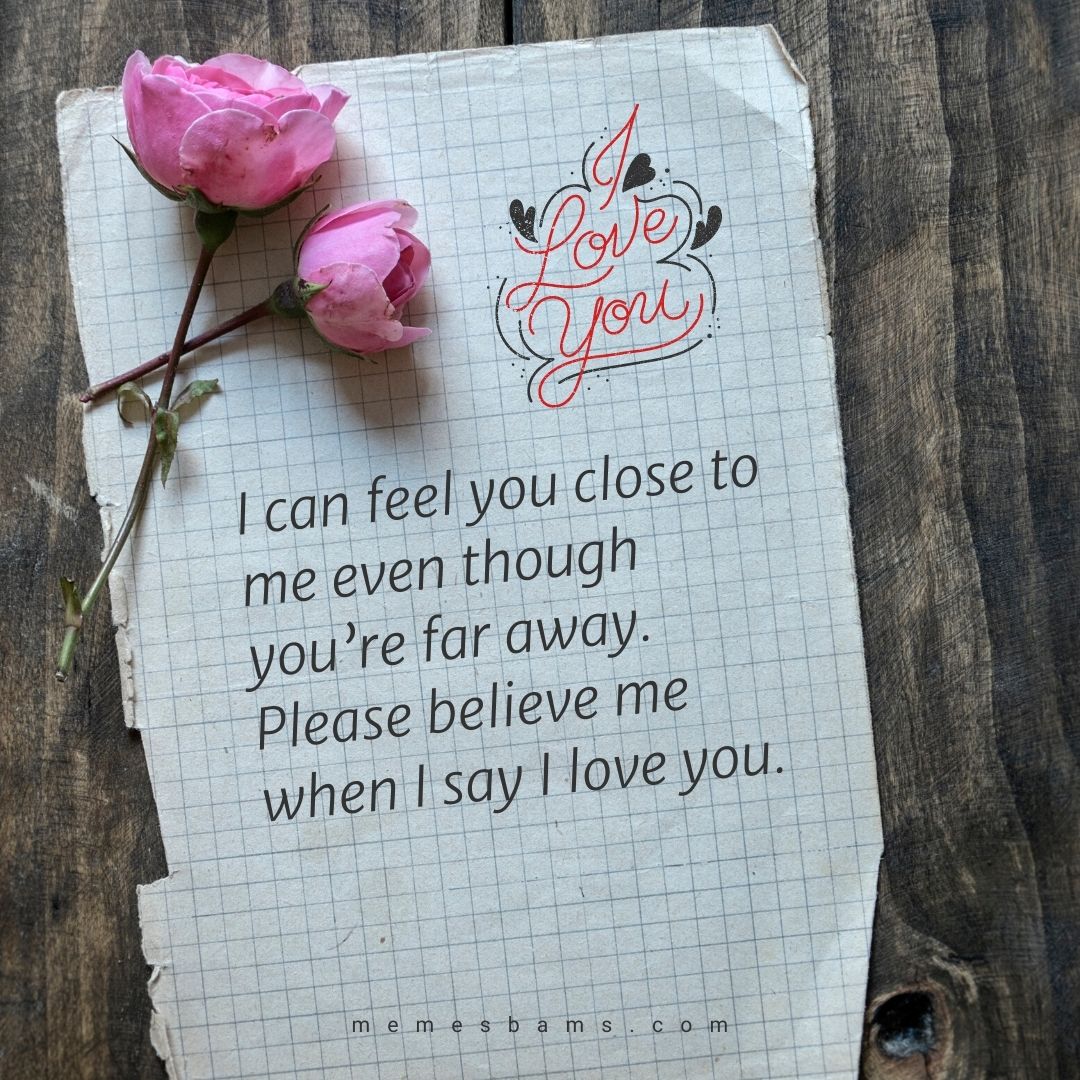 I
Love
You
I can feel you close to
me even though
you’re far away.
Please believe me
when I say I love you.
memesbams.com